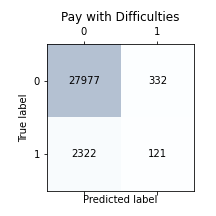 Pay with Difficulties
0 1
0 27977 332
1 2322 121
True label
Predicted label